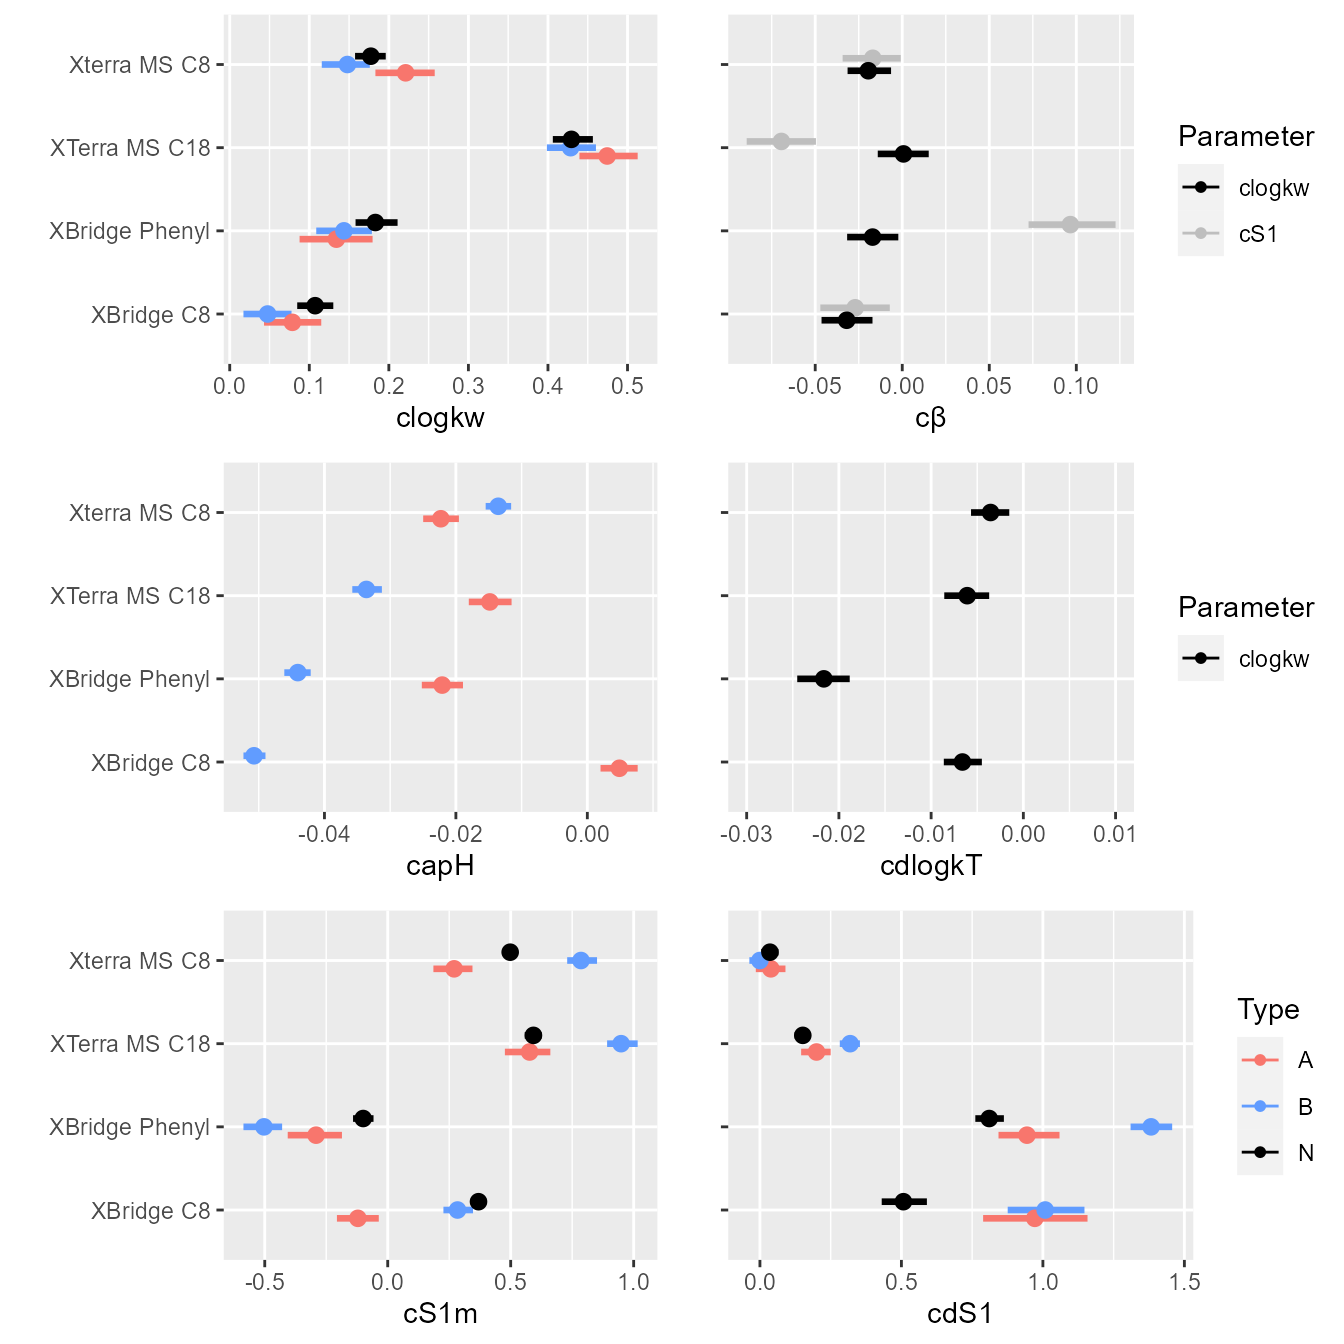 Xterra MS C8
XTerra MS C18
XBridge Phenyl
XBridge C8
0.0 0.1 0.2 0.3 0.4 0.5
clogkw
-0.05 0.00 0.05 0.10
cβ
Parameter
clogkw
cS1
Xterra MS C8
XTerra MS C18
XBridge Phenyl
XBridge C8
-0.04 -0.02 0.00
capH
-0.03 -0.02 -0.01 0.00 0.01
cdlogkT
Parameter
clogkw
Xterra MS C8
XTerra MS C18
XBridge Phenyl
XBridge C8
-0.5 0.0 0.5 1.0
cS1m
0.0 0.5 1.0 1.5
cdS1
Type
A
B
N